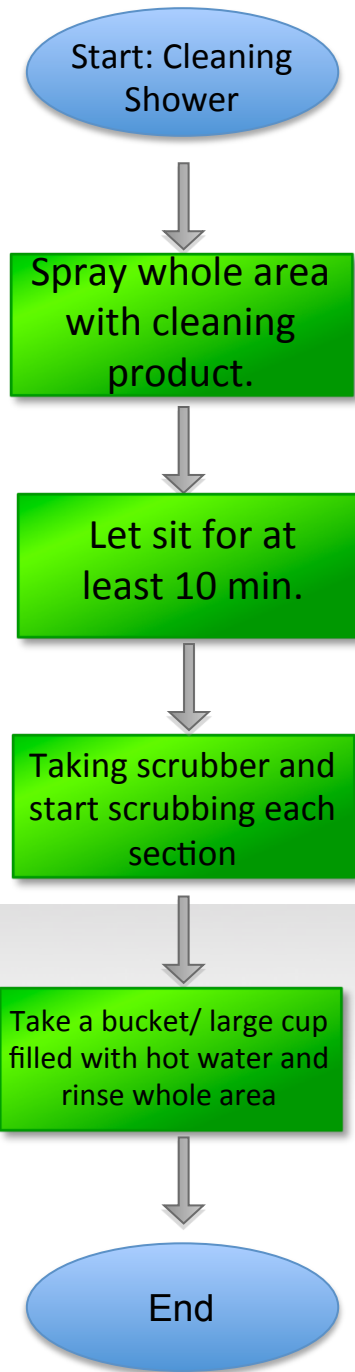 Start: Cleaning
Shower
Spray whole area
with cleaning
product.
Let sit for at
least 10 min.
Taking scrubber and
start scrubbing each
section
Take a bucket/ large cup
filled with hot water and
rinse whole area
End